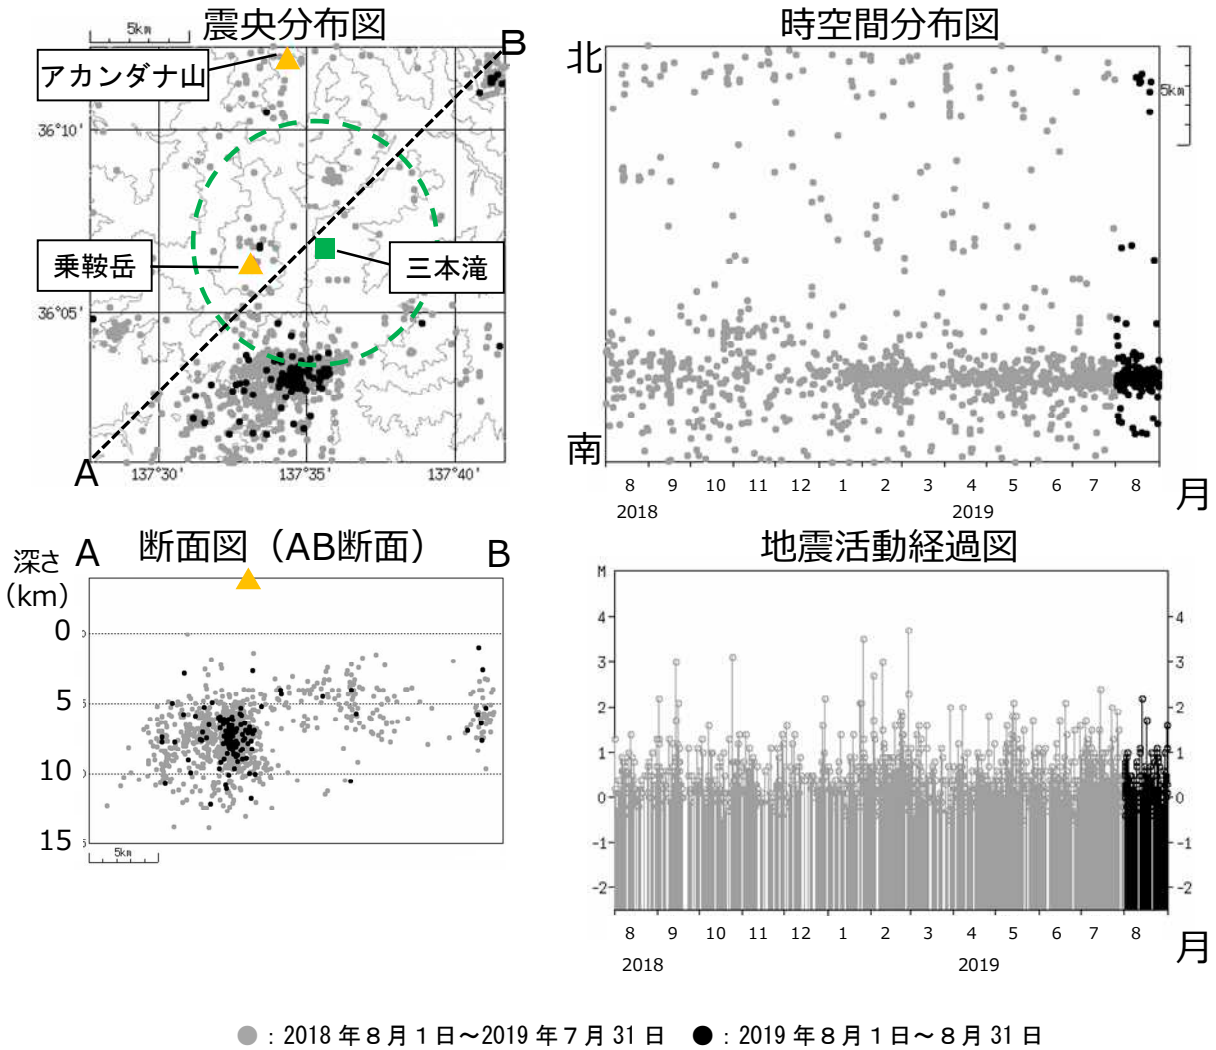 震央分布図
5km
B
アカンダナ山
36°10'
乗鞍岳
三本滝
36°05'
A
137°30'
137°35'
137°40'
時空間分布図
北
5km
南
8 9 10 11 12 1 2 3 4 5 6 7 8
月
2018 2019
断面図（AB断面）
深さ
（km）
A B
0
5
10
15
5km
地震活動経過図
M
4 4
3 3
2 2
1 1
0 0
-1 -1
-2 -2
8 9 10 11 12 1 2 3 4 5 6 7 8
月
2018 2019
●：2018年８月１日～2019年７月31日 ●：2019年８月１日～８月31日